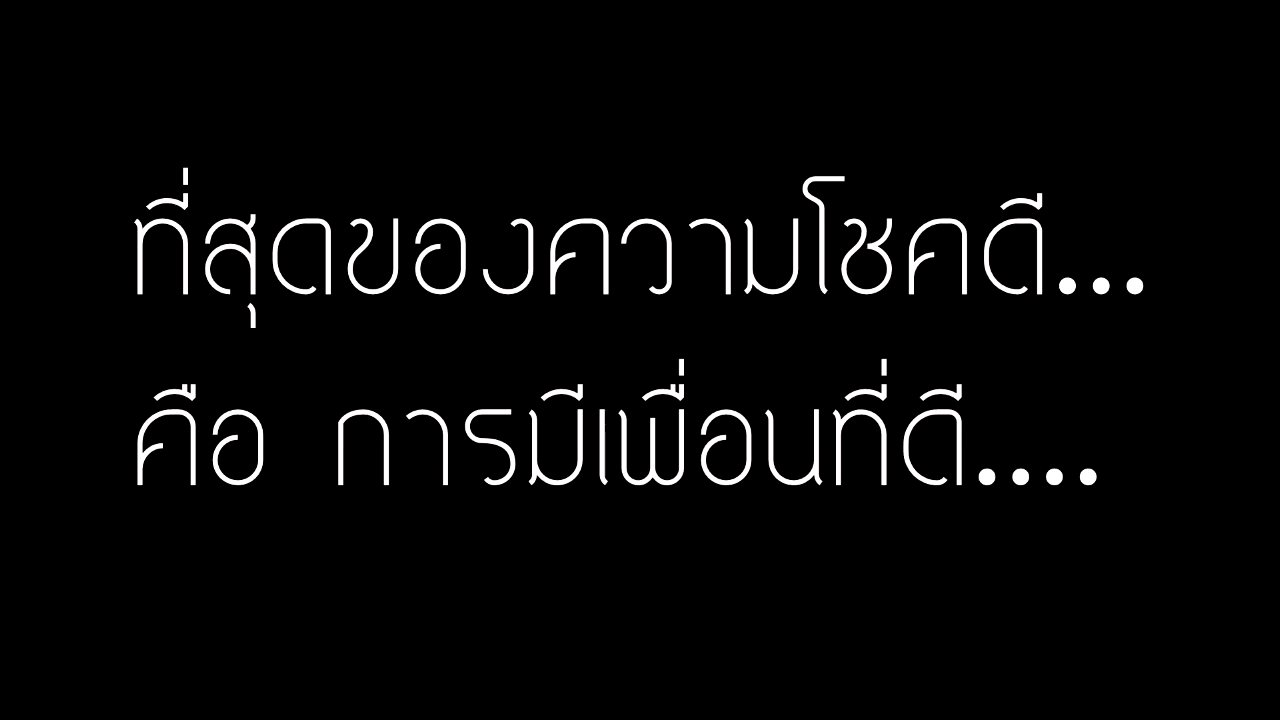 ที่สุดของความโชคดี...
คือ การมีเพื่อนที่ดี....